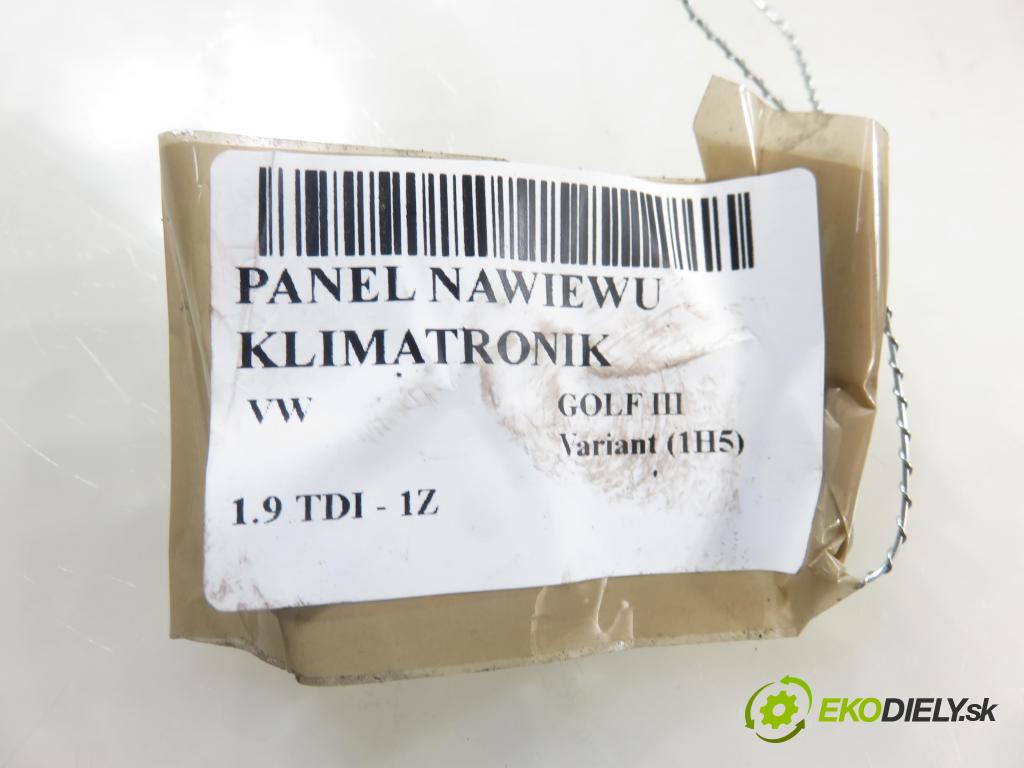 PANEL NAWIEWU
KLIMATRONIK
VW GOLF III
Variant (1H5)
1.9 TDI - 1Z
EKODIELY.sk